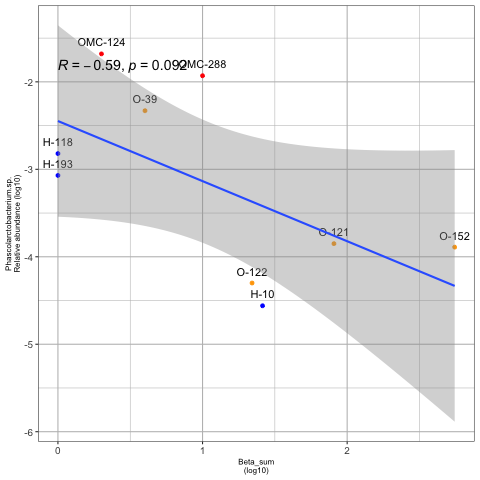 OMC-124
R = −0.59, p = 0.092
OMC-288
-2
O-39
H-118
-3
H-193
Phascolarctobacterium.sp.
Relative abundance (log10)
O-121
O-152
-4
O-122
H-10
-5
-6
0
1
2
Beta_sum
(log10)